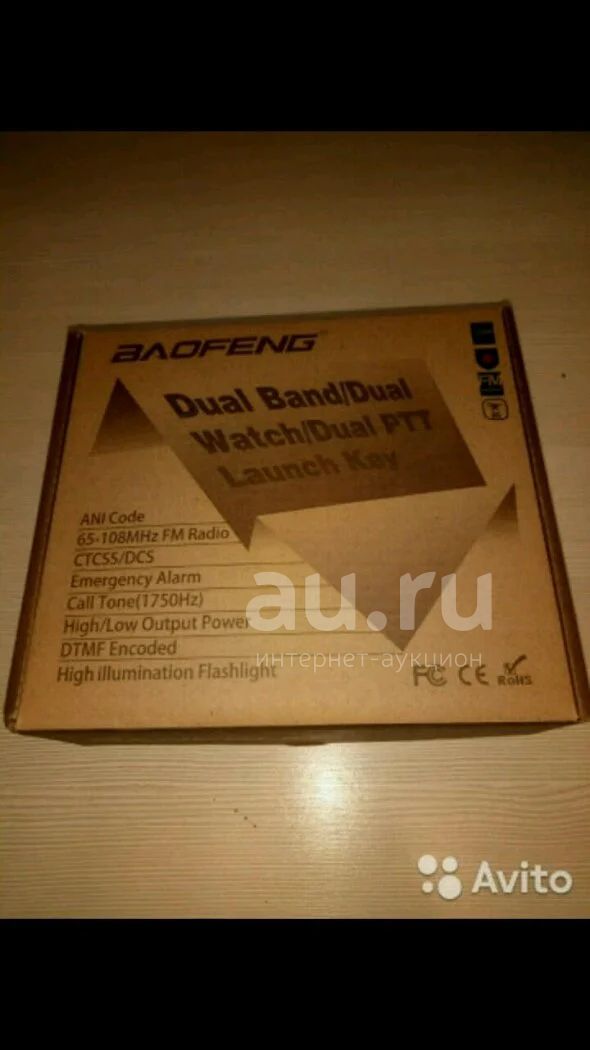 BAOFENG
Dual Band/Dual
Watch/Dual PTT
Launch Key
FM
ANI Code
65-108MHz FM Radio
CTCSS/DCS
Emergency Alarm
Call Tone(1750Hz)
High/Low Output Power
DTMF Encoded
High illumination Flashlight
FC CE RoHS
au.ru
интернет-аукцион
Avito